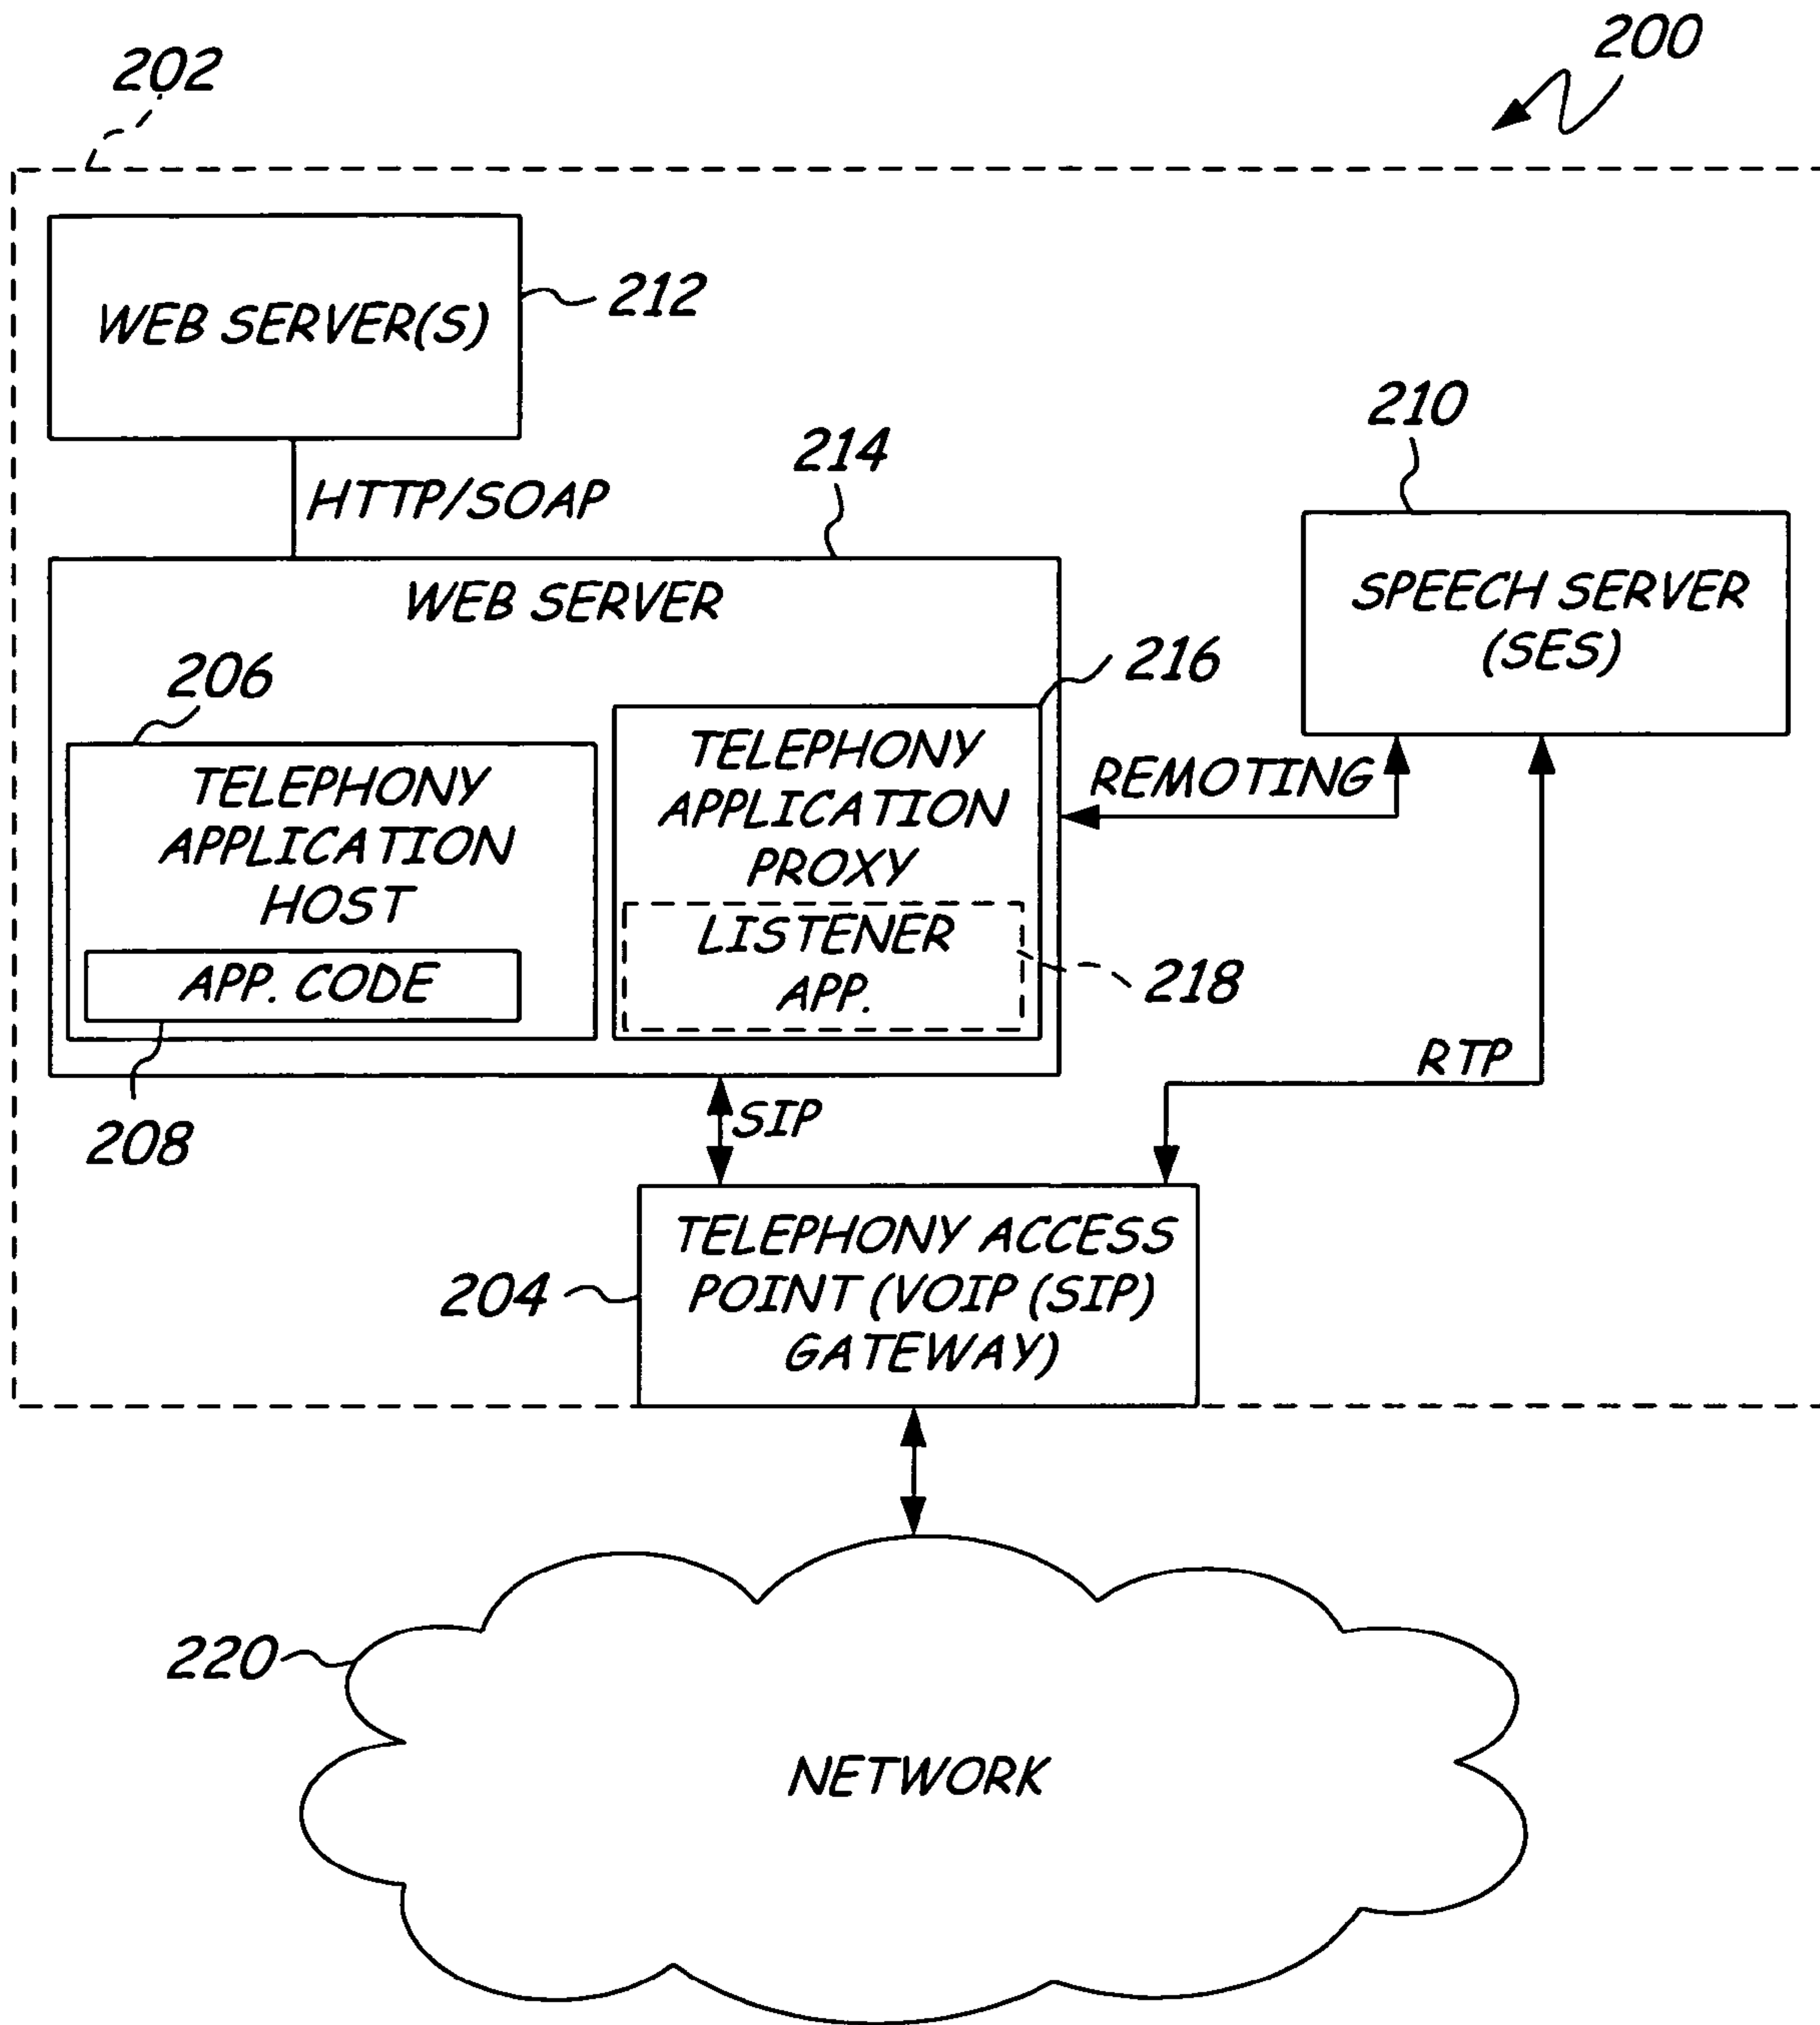 200
202
WEB SERVER(S)
212
210
214
HTTP/SOAP
SPEECH SERVER
(SES)
WEB SERVER
216
206
TELEPHONY
APPLICATION
HOST
APP. CODE
TELEPHONY
APPLICATION
PROXY
LISTENER
APP.
REMOTING
218
RTP
208
SIP
TELEPHONY ACCESS
POINT (VOIP (SIP)
GATEWAY)
204
220
NETWORK